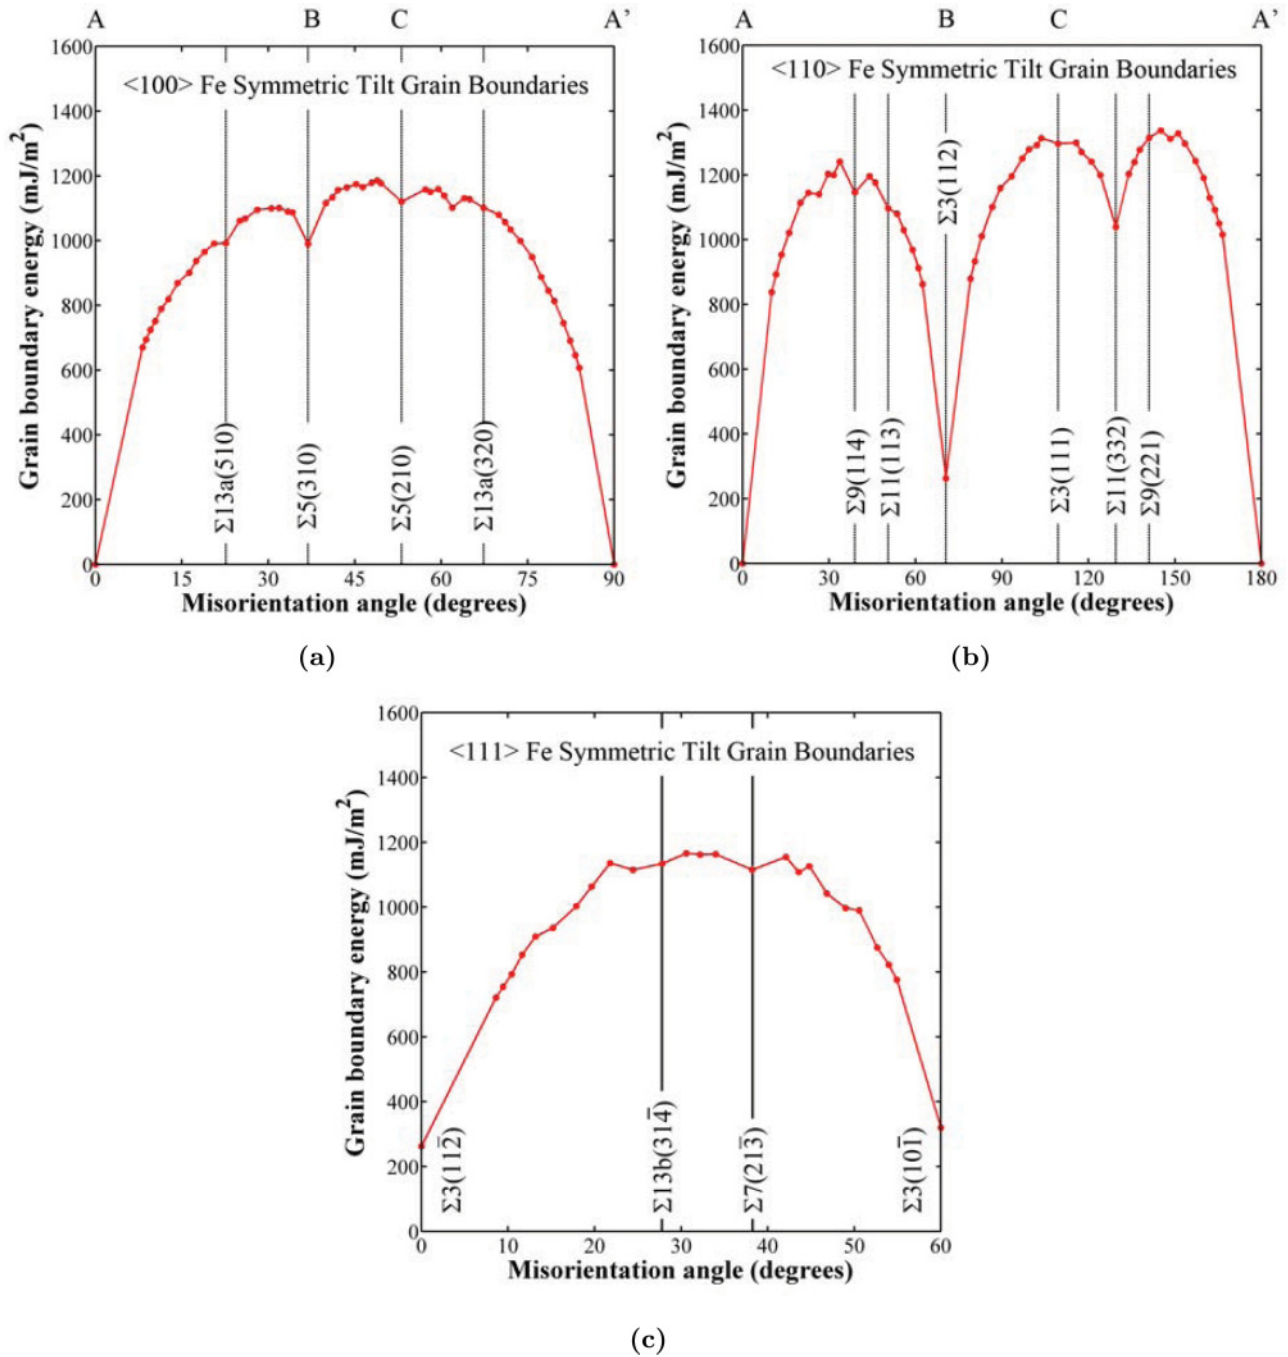 A B C A’
1600
1400
1200
1000
800
600
400
200
0
<100> Fe Symmetric Tilt Grain Boundaries
Grain boundary energy (mJ/m²)
Σ13a(510)
Σ5(310)
Σ5(210)
Σ13a(320)
0 15 30 45 60 75 90
Misorientation angle (degrees)
(a)
A B C A’
1600
1400
1200
1000
800
600
400
200
0
<110> Fe Symmetric Tilt Grain Boundaries
Grain boundary energy (mJ/m²)
Σ9(114)
Σ11(113)
Σ3(112)
Σ3(111)
Σ11(332)
Σ9(221)
0 30 60 90 120 150 180
Misorientation angle (degrees)
(b)
1600
1400
1200
1000
800
600
400
200
0
<111> Fe Symmetric Tilt Grain Boundaries
Grain boundary energy (mJ/m²)
Σ3(112̅)
Σ13b(314̅)
Σ7(213̅)
Σ3(101̅)
0 10 20 30 40 50 60
Misorientation angle (degrees)
(c)